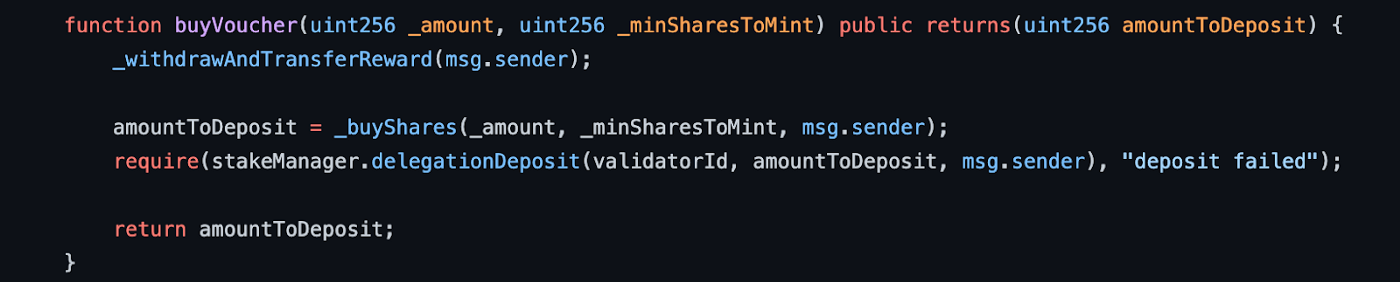 function buyVoucher(uint256 _amount, uint256 _minSharesToMint) public returns(uint256 amountToDeposit) {
_withdrawAndTransferReward(msg.sender);
amountToDeposit = _buyShares(_amount, _minSharesToMint, msg.sender);
require(stakeManager.delegationDeposit(validatorId, amountToDeposit, msg.sender), "deposit failed");
return amountToDeposit;
}